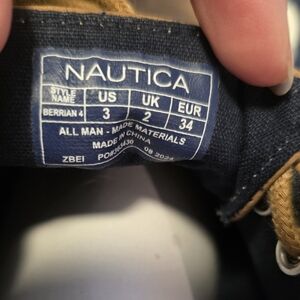 NAUTICA
STYLE NAME US UK EUR
BERRIAN 4 3 2 34
ALL MAN - MADE MATERIALS
MADE IN CHINA
ZBEI 08 2024